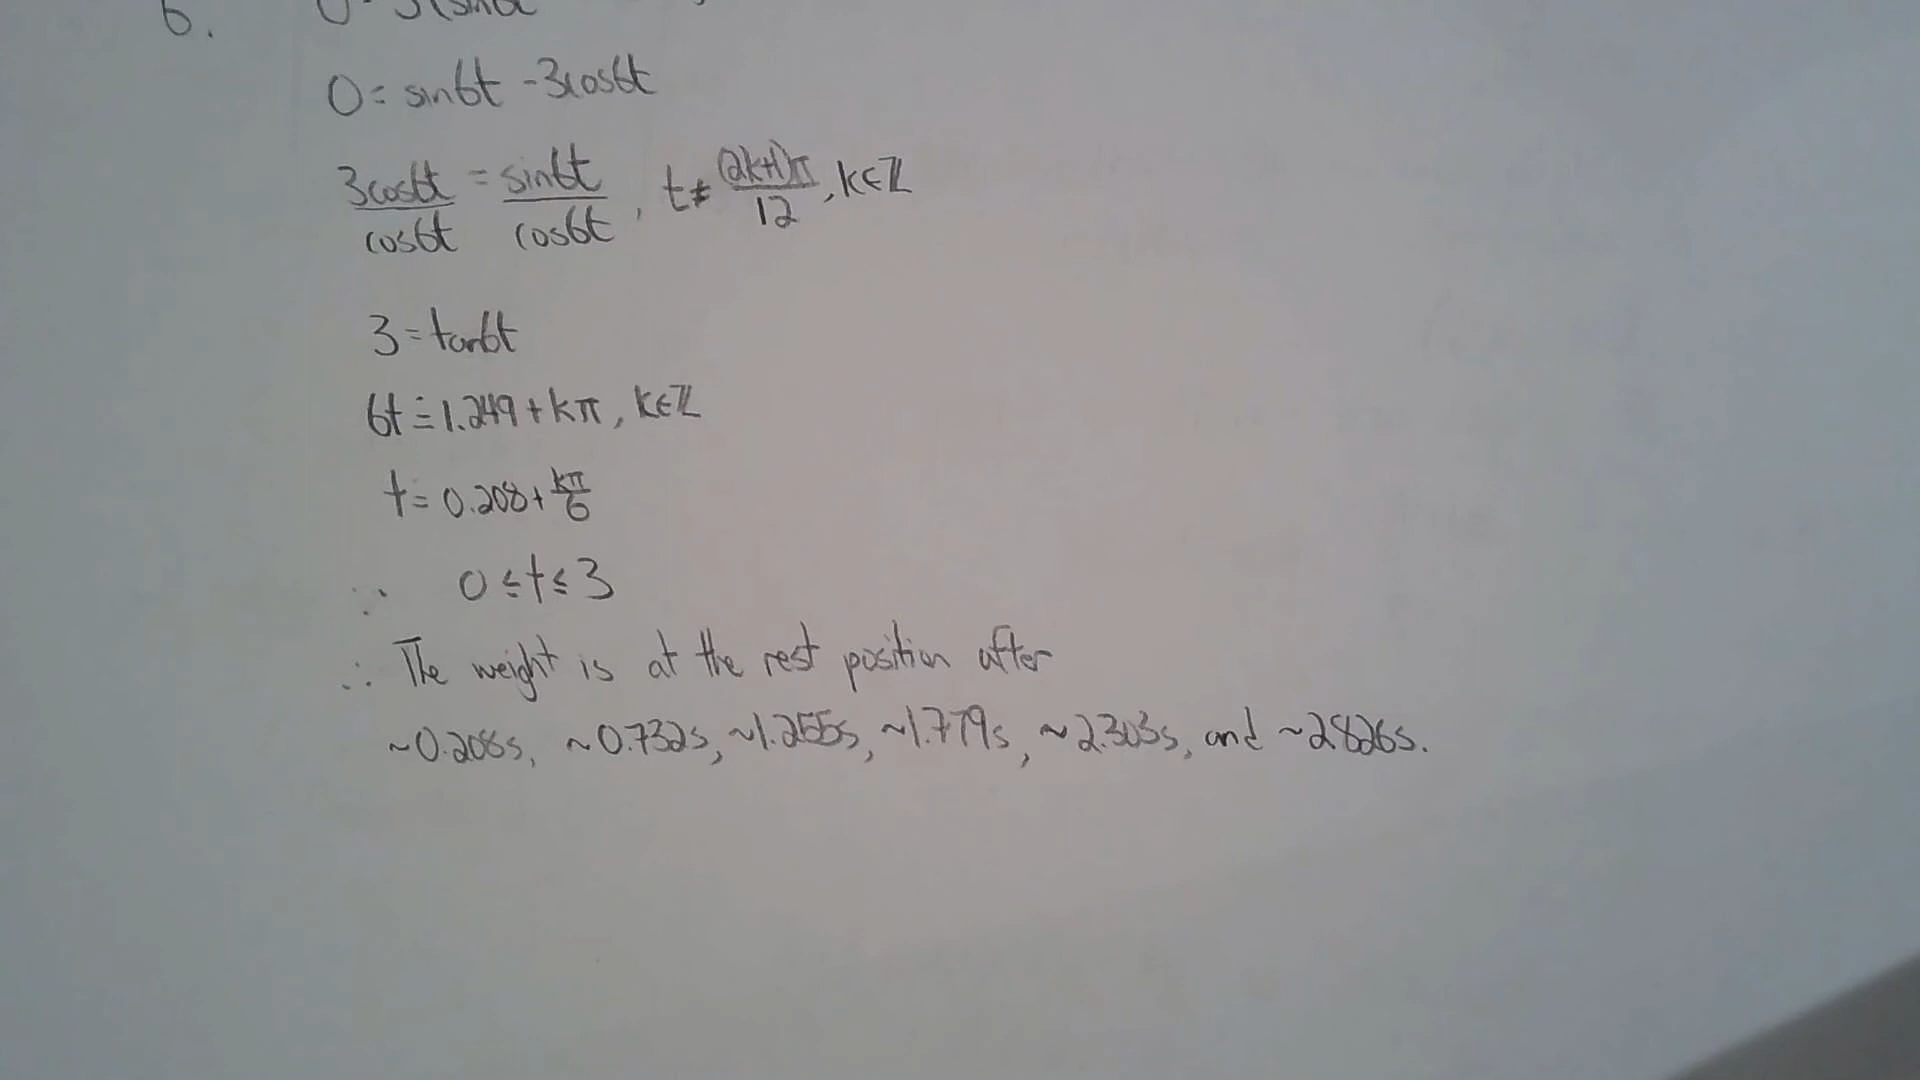 6.
0 = sin6t - 3cos6t
3cos6t/cos6t = sin6t/cos6t, t ≠ (2k+1)π/12, k∈ℤ
3 = tan6t
6t ≐ 1.249 + kπ, k∈ℤ
t = 0.208 + kπ/6
∵ 0 ≤ t ≤ 3
∴ The weight is at the rest position after
~0.208s, ~0.732s, ~1.255s, ~1.779s, ~2.303s, and ~2.826s.